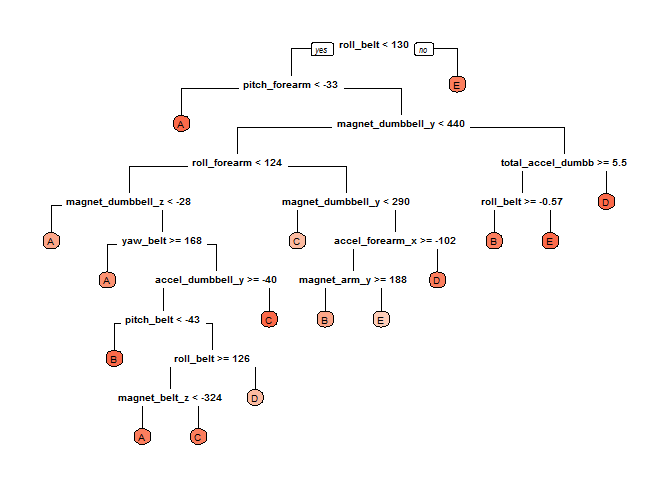 roll_belt < 130
yes
no
pitch_forearm < -33
E
A
magnet_dumbbell_y < 440
roll_forearm < 124
total_accel_dumbb >= 5.5
magnet_dumbbell_z < -28
magnet_dumbbell_y < 290
roll_belt >= -0.57
D
A
yaw_belt >= 168
C
accel_forearm_x >= -102
B
E
A
accel_dumbbell_y >= -40
magnet_arm_y >= 188
D
pitch_belt < -43
C
B
E
B
roll_belt >= 126
magnet_belt_z < -324
D
A
C